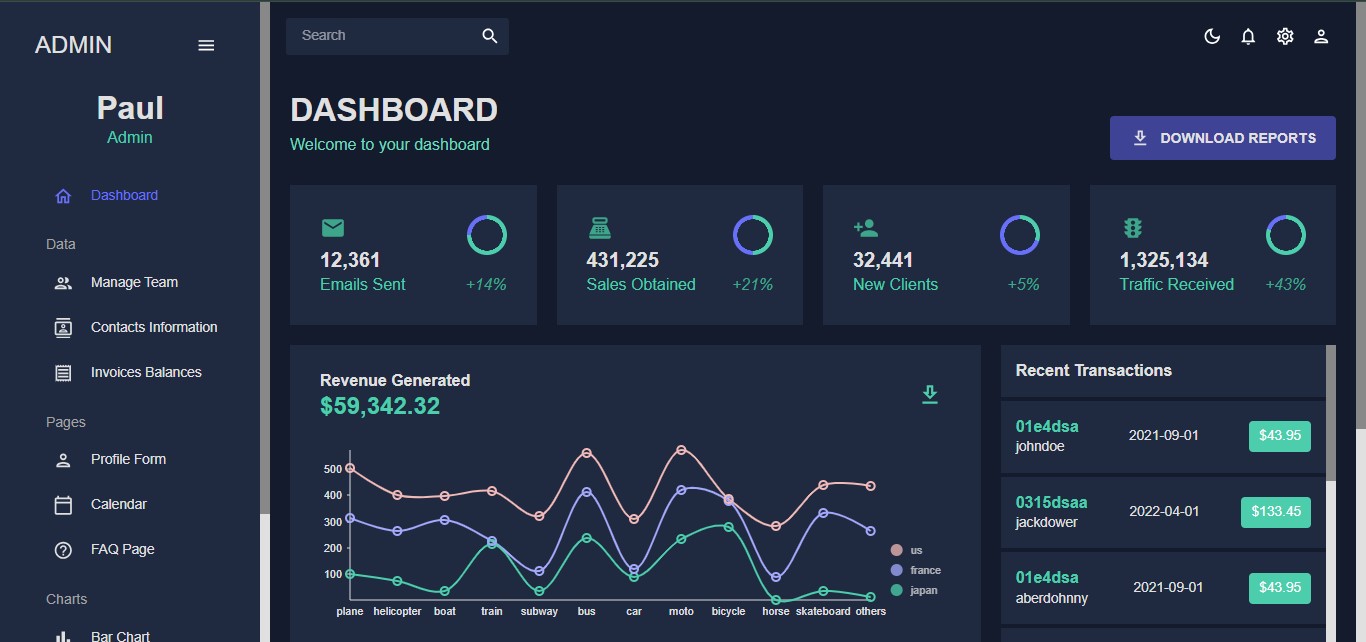 ADMIN
Paul
Admin
Dashboard
Data
Manage Team
Contacts Information
Invoices Balances
Pages
Profile Form
Calendar
FAQ Page
Charts
Bar Chart
Search
DASHBOARD
Welcome to your dashboard
DOWNLOAD REPORTS
12,361
Emails Sent +14%
431,225
Sales Obtained +21%
32,441
New Clients +5%
1,325,134
Traffic Received +43%
Revenue Generated
$59,342.32
500
400
300
200
100
plane helicopter boat train subway bus car moto bicycle horse skateboard others
us
france
japan
Recent Transactions
01e4dsa
johndoe
2021-09-01
$43.95
0315dsaa
jackdower
2022-04-01
$133.45
01e4dsa
aberdohnny
2021-09-01
$43.95